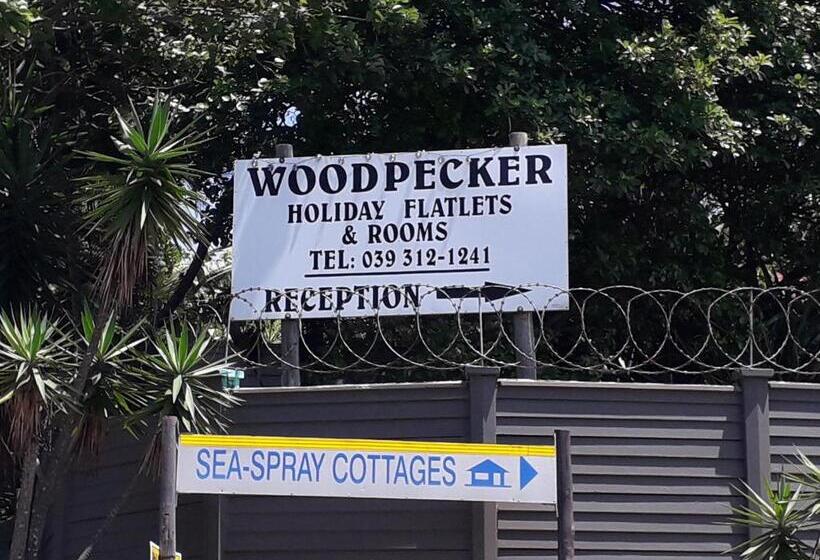 WOODPECKER
HOLIDAY FLATLETS
& ROOMS
TEL: 039 312-1241
RECEPTION
SEA-SPRAY COTTAGES